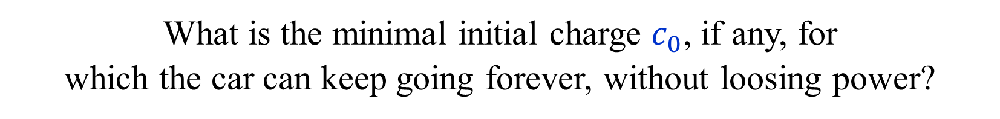 What is the minimal initial charge c₀, if any, for
which the car can keep going forever, without loosing power?